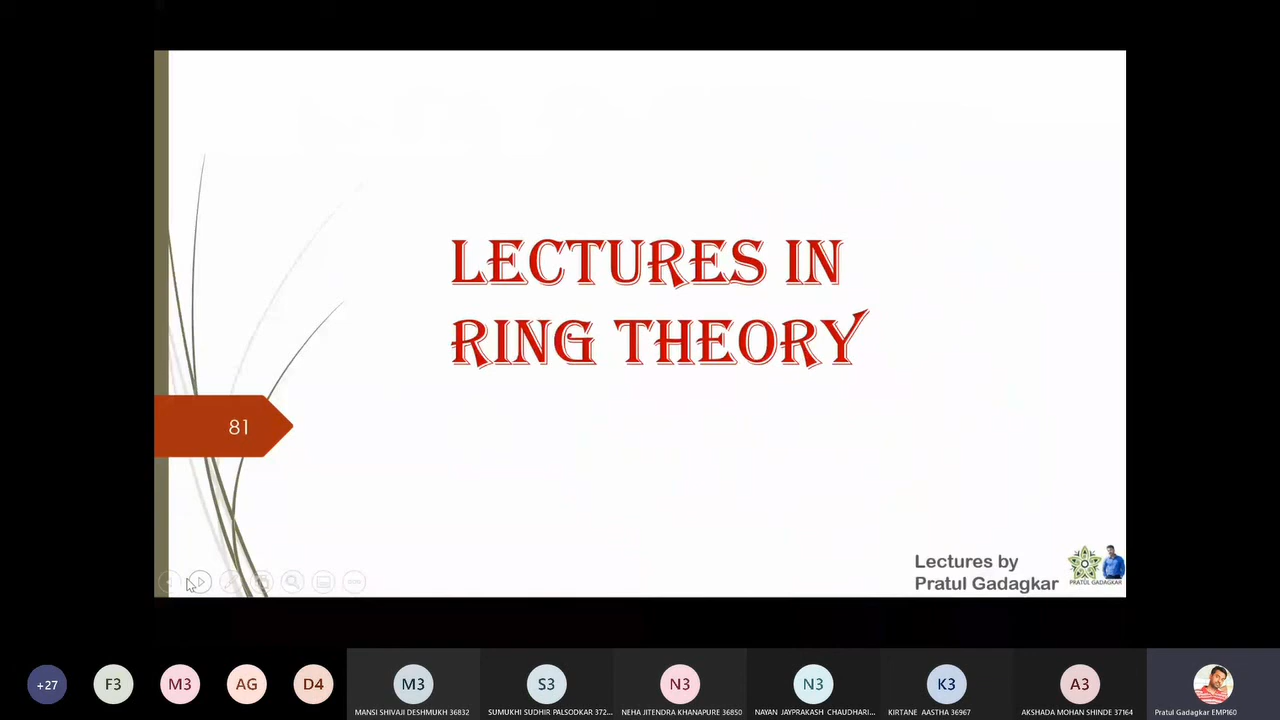 LECTURES IN
RING THEORY
81
Lectures by
Pratul Gadagkar
PRATUL GADAGKAR
+27
F3
M3
AG
D4
M3
S3
N3
N3
K3
A3
MANSI SHIVAJI DESHMUKH 36832
SUMUKHI SUDHIR PALSODKAR 372...
NEHA JITENDRA KHANAPURE 36850
NAYAN JAYPRAKASH CHAUDHARI...
KIRTANE AASTHA 36967
AKSHADA MOHAN SHINDE 37164
Pratul Gadagkar EMP160